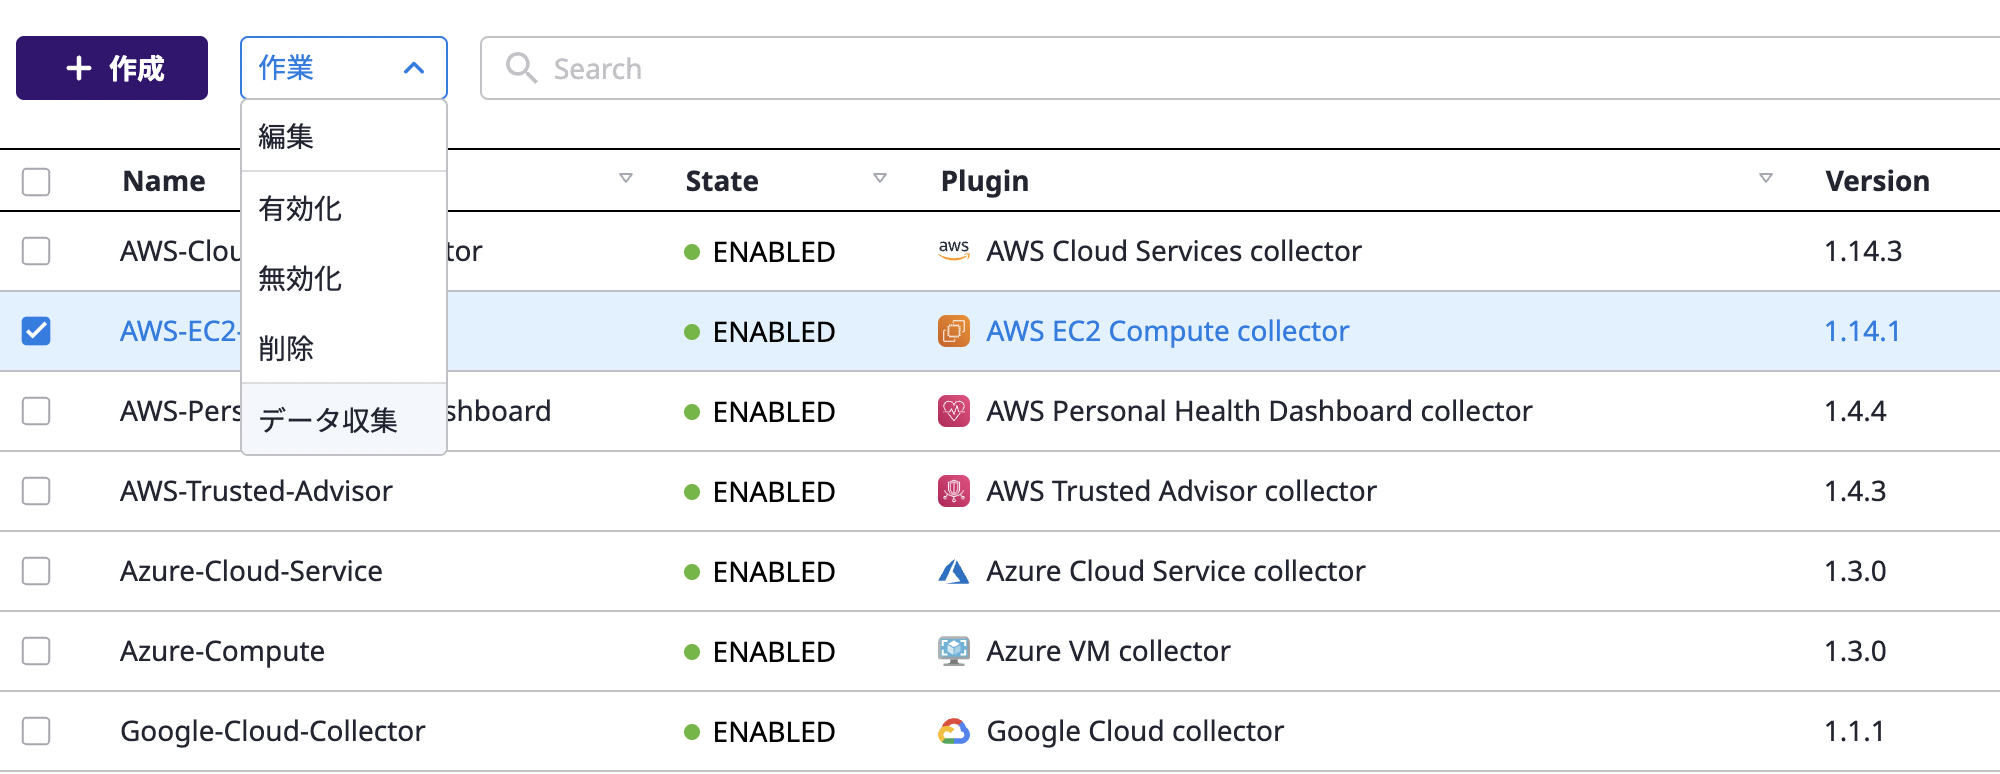 + 作成 作業 Search
編集
有効化
無効化
削除
データ収集
Name State Plugin Version
AWS-Clou tor ENABLED aws AWS Cloud Services collector 1.14.3
AWS-EC2- ENABLED AWS EC2 Compute collector 1.14.1
AWS-Pers shboard ENABLED AWS Personal Health Dashboard collector 1.4.4
AWS-Trusted-Advisor ENABLED AWS Trusted Advisor collector 1.4.3
Azure-Cloud-Service ENABLED Azure Cloud Service collector 1.3.0
Azure-Compute ENABLED Azure VM collector 1.3.0
Google-Cloud-Collector ENABLED Google Cloud collector 1.1.1